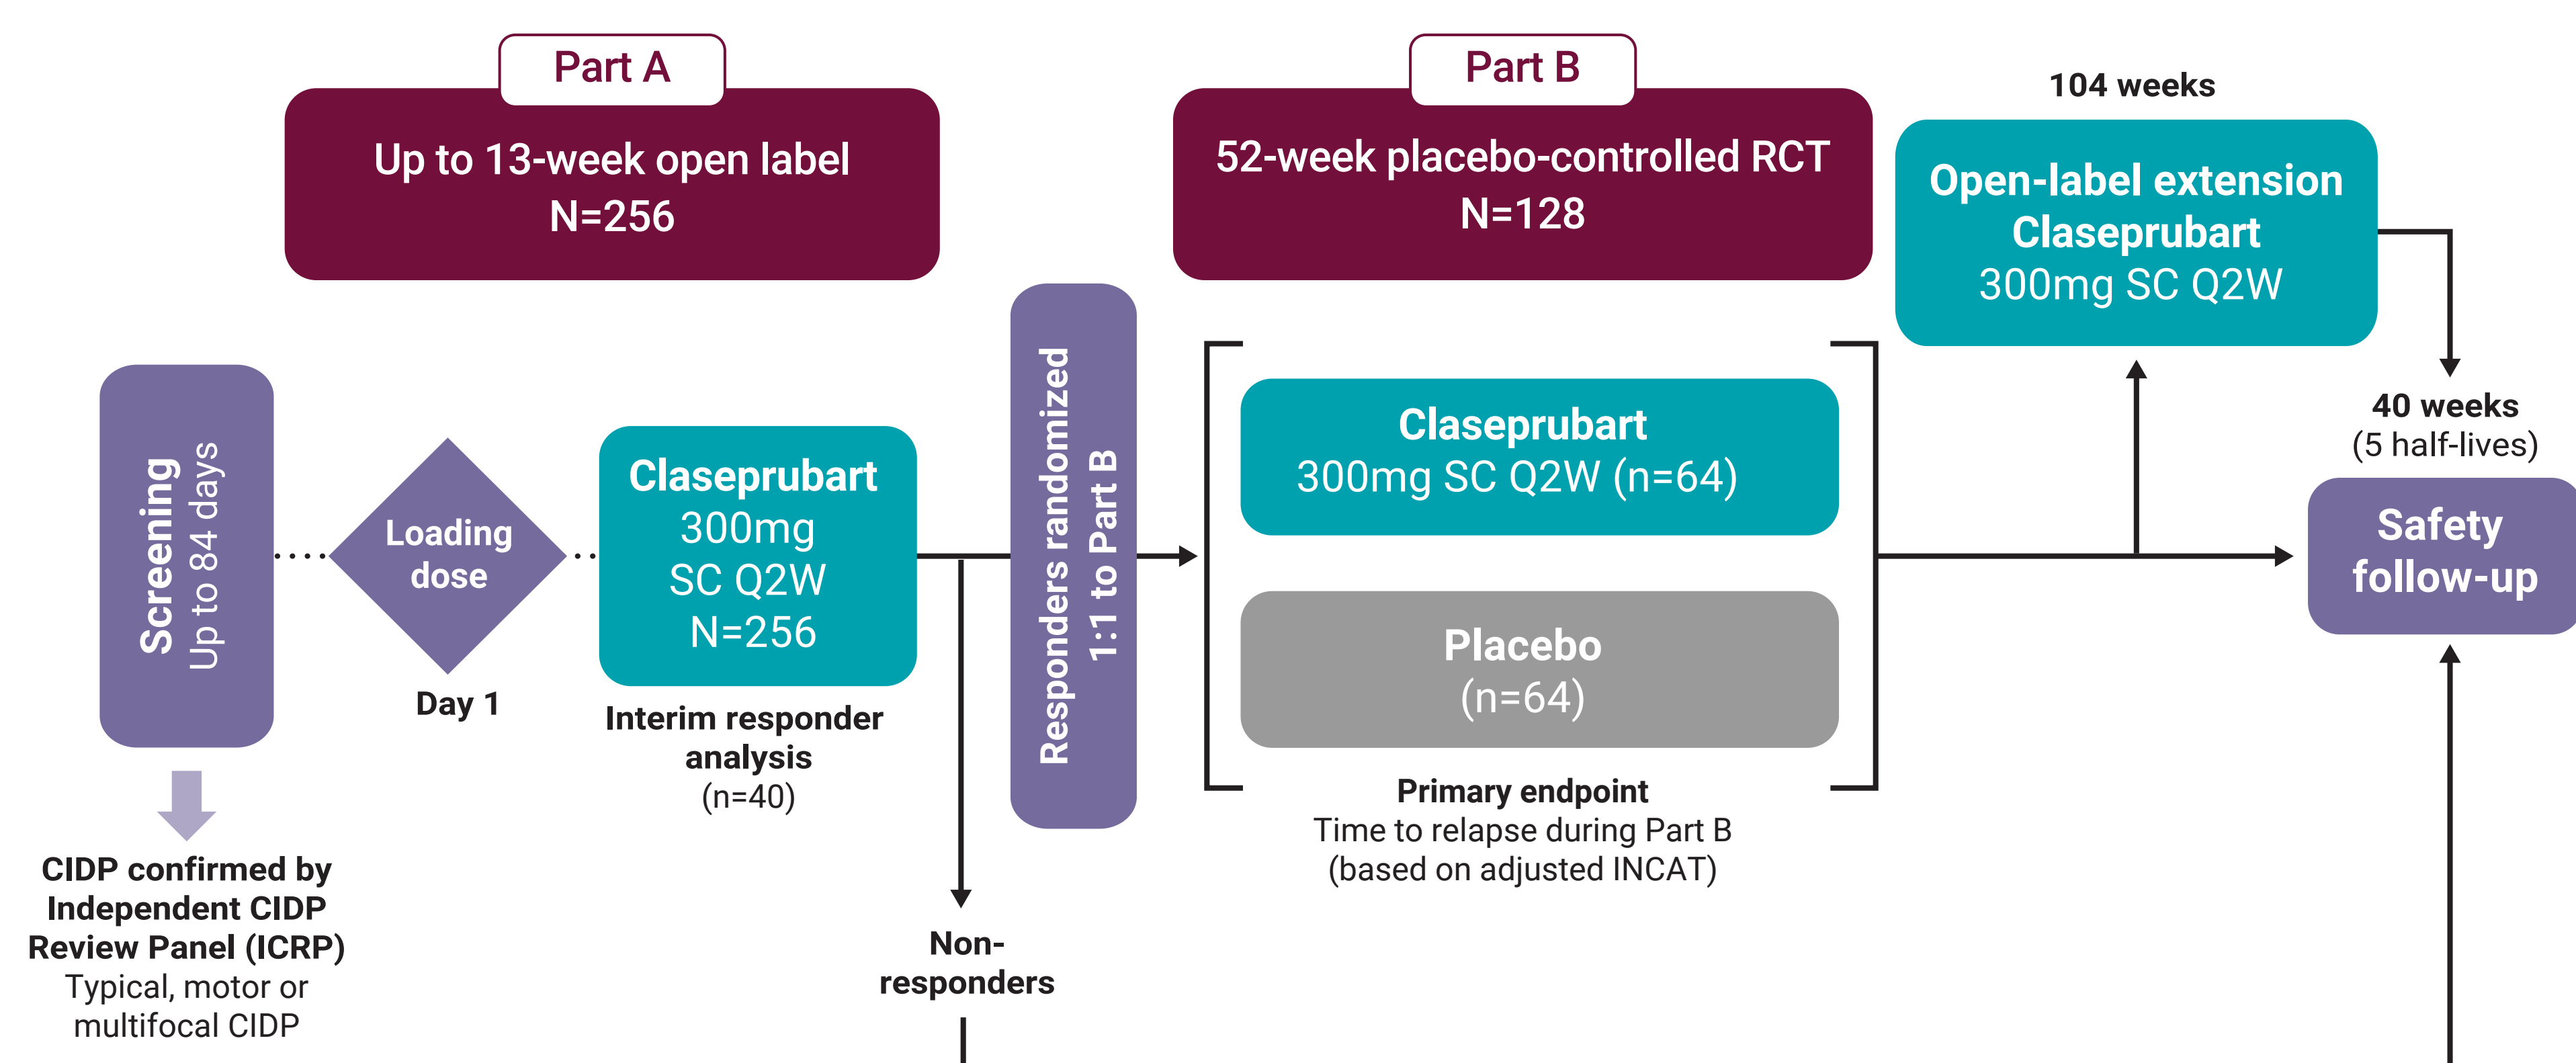 Part A
Up to 13-week open label
N=256
Part B
52-week placebo-controlled RCT
N=128
104 weeks
Open-label extension
Claseprubart
300mg SC Q2W
40 weeks
(5 half-lives)
Safety
follow-up
Screening
Up to 84 days
CIDP confirmed by
Independent CIDP
Review Panel (ICRP)
Typical, motor or
multifocal CIDP
Loading
dose
Day 1
Claseprubart
300mg
SC Q2W
N=256
Interim responder
analysis
(n=40)
Non-
responders
Responders randomized
1:1 to Part B
Claseprubart
300mg SC Q2W (n=64)
Placebo
(n=64)
Primary endpoint
Time to relapse during Part B
(based on adjusted INCAT)